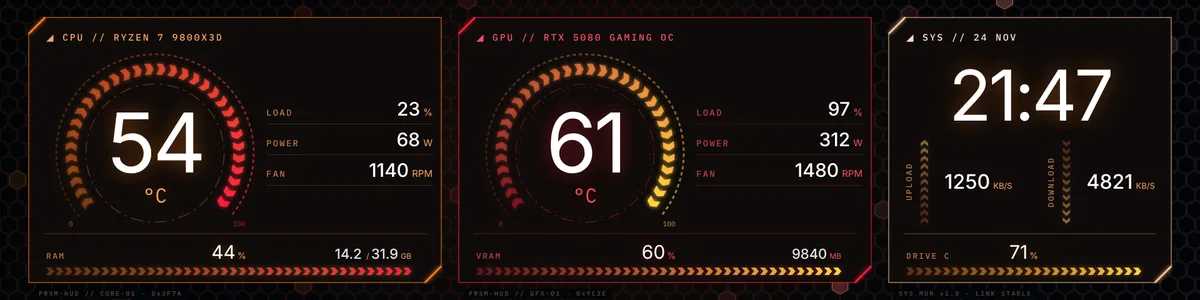 CPU // RYZEN 7 9800X3D
54
°C
0
100
LOAD 23 %
POWER 68 W
FAN 1140 RPM
RAM 44 % 14.2 / 31.9 GB
PRSM-HUD // CORE-01 · 0x3F7A
GPU // RTX 5080 GAMING OC
61
°C
0
100
LOAD 97 %
POWER 312 W
FAN 1480 RPM
VRAM 60 % 9840 MB
PRSM-HUD // GFX-01 · 0x9C2E
SYS // 24 NOV
21:47
UPLOAD 1250 KB/S
DOWNLOAD 4821 KB/S
DRIVE C 71 %
SYS.MON v1.0 · LINK STABLE